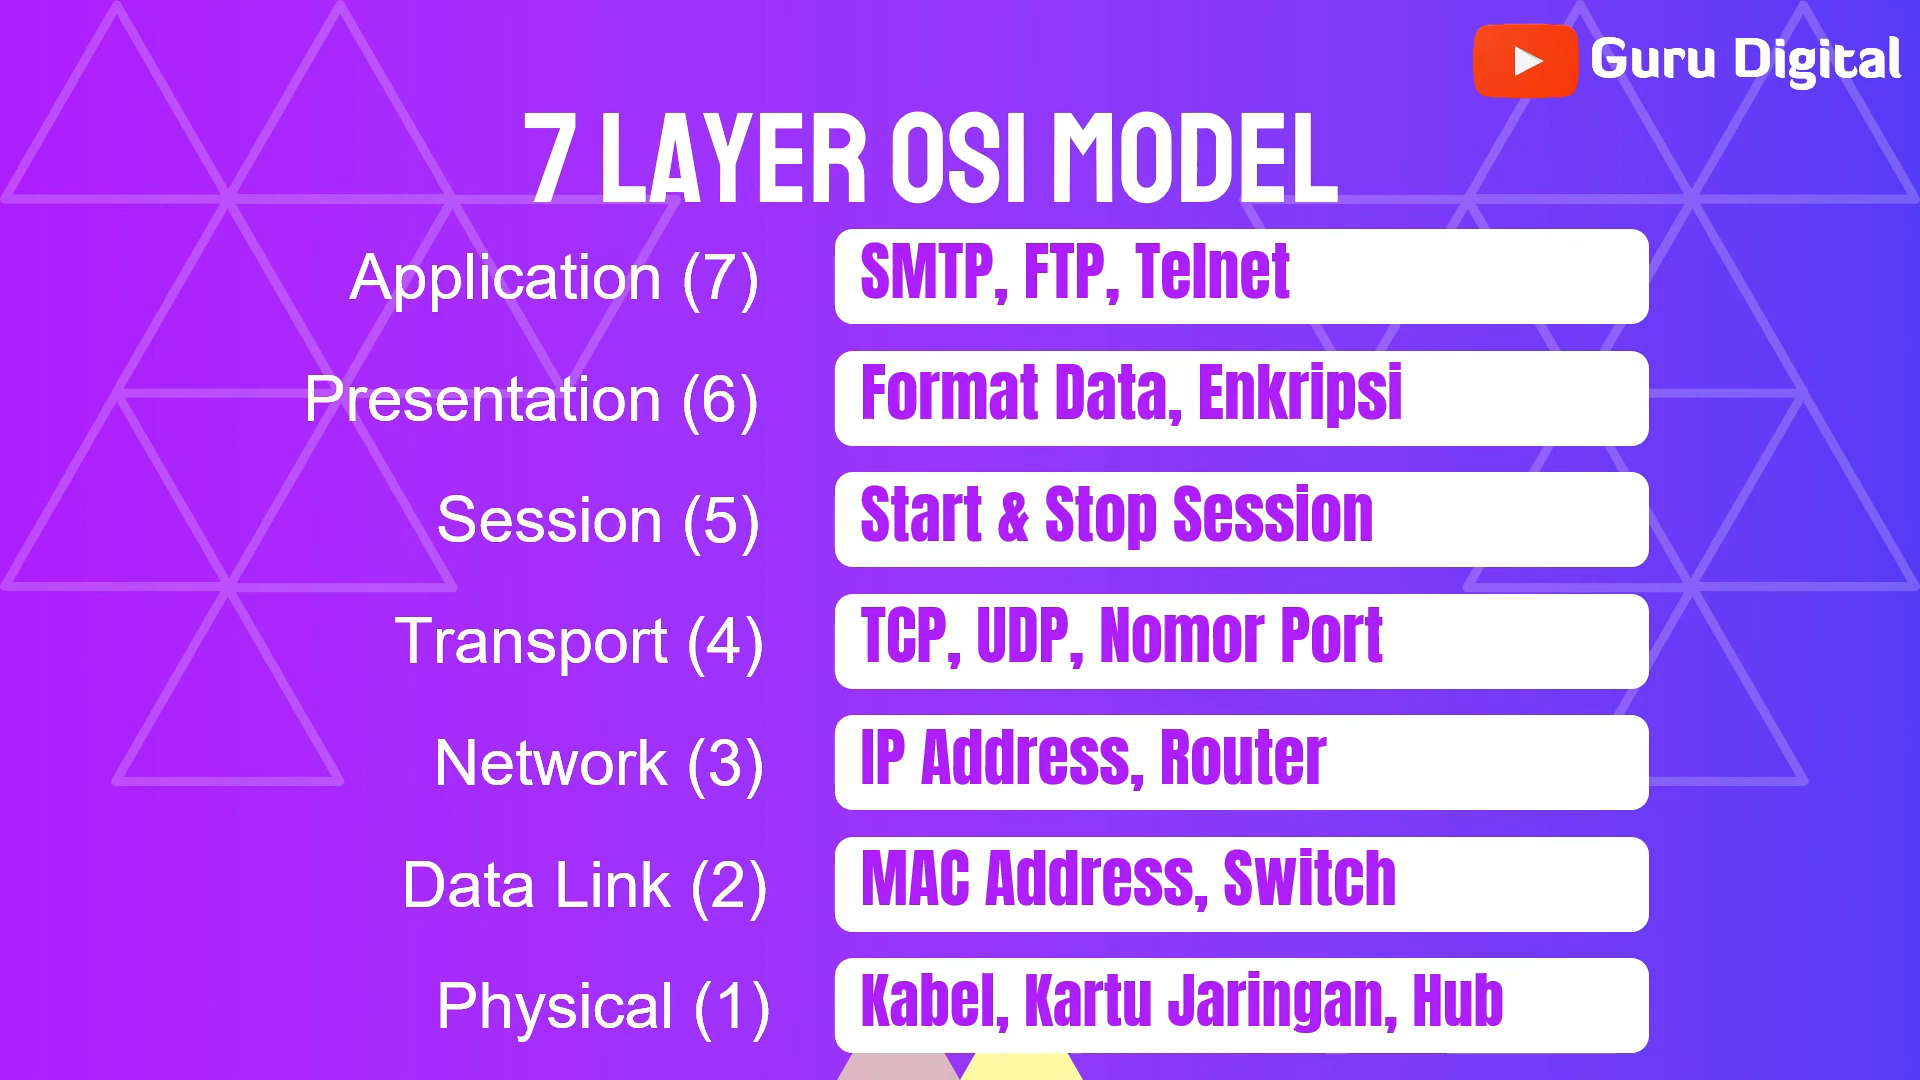 Guru Digital
7 LAYER OSI MODEL
Application (7) SMTP, FTP, Telnet
Presentation (6) Format Data, Enkripsi
Session (5) Start & Stop Session
Transport (4) TCP, UDP, Nomor Port
Network (3) IP Address, Router
Data Link (2) MAC Address, Switch
Physical (1) Kabel, Kartu Jaringan, Hub